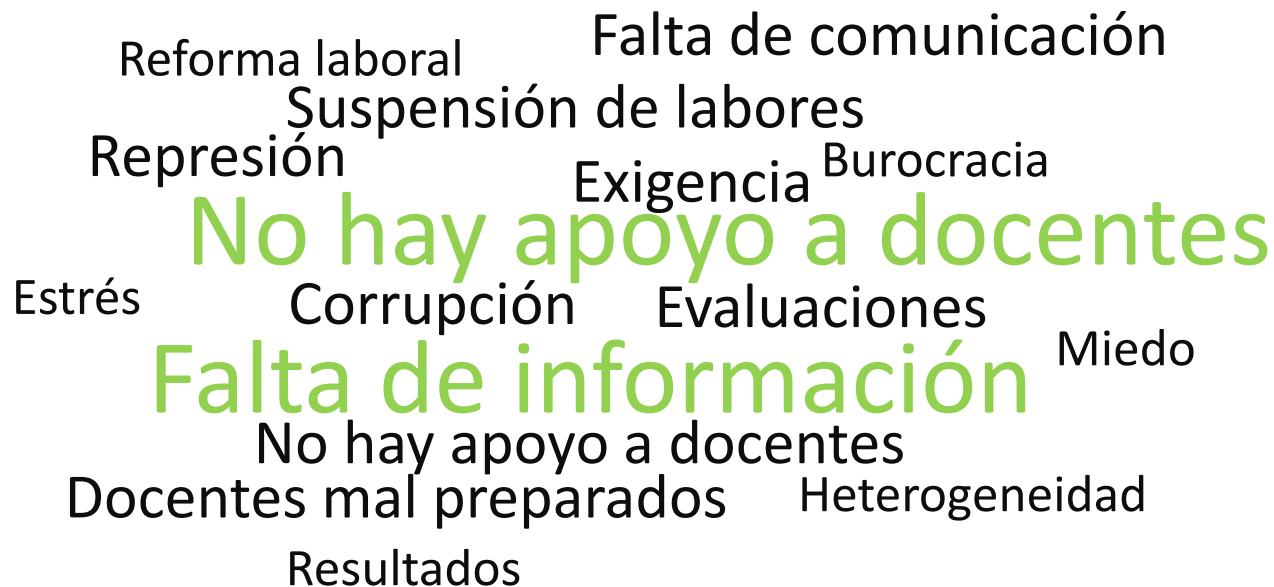 Falta de comunicación
Reforma laboral
Suspensión de labores
Represión
Exigencia
Burocracia
No hay apoyo a docentes
Estrés
Corrupción
Evaluaciones
Miedo
Falta de información
No hay apoyo a docentes
Docentes mal preparados
Heterogeneidad
Resultados